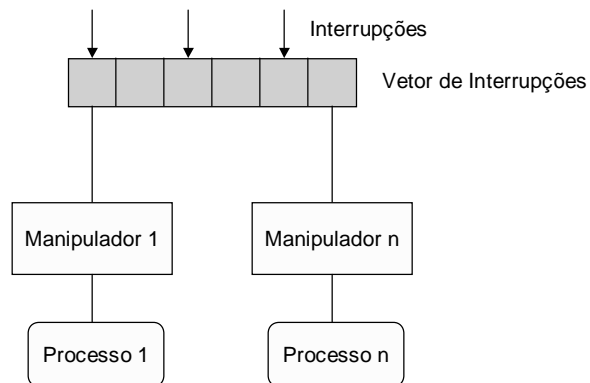 Interrupções
Vetor de Interrupções
Manipulador 1
Manipulador n
Processo 1
Processo n